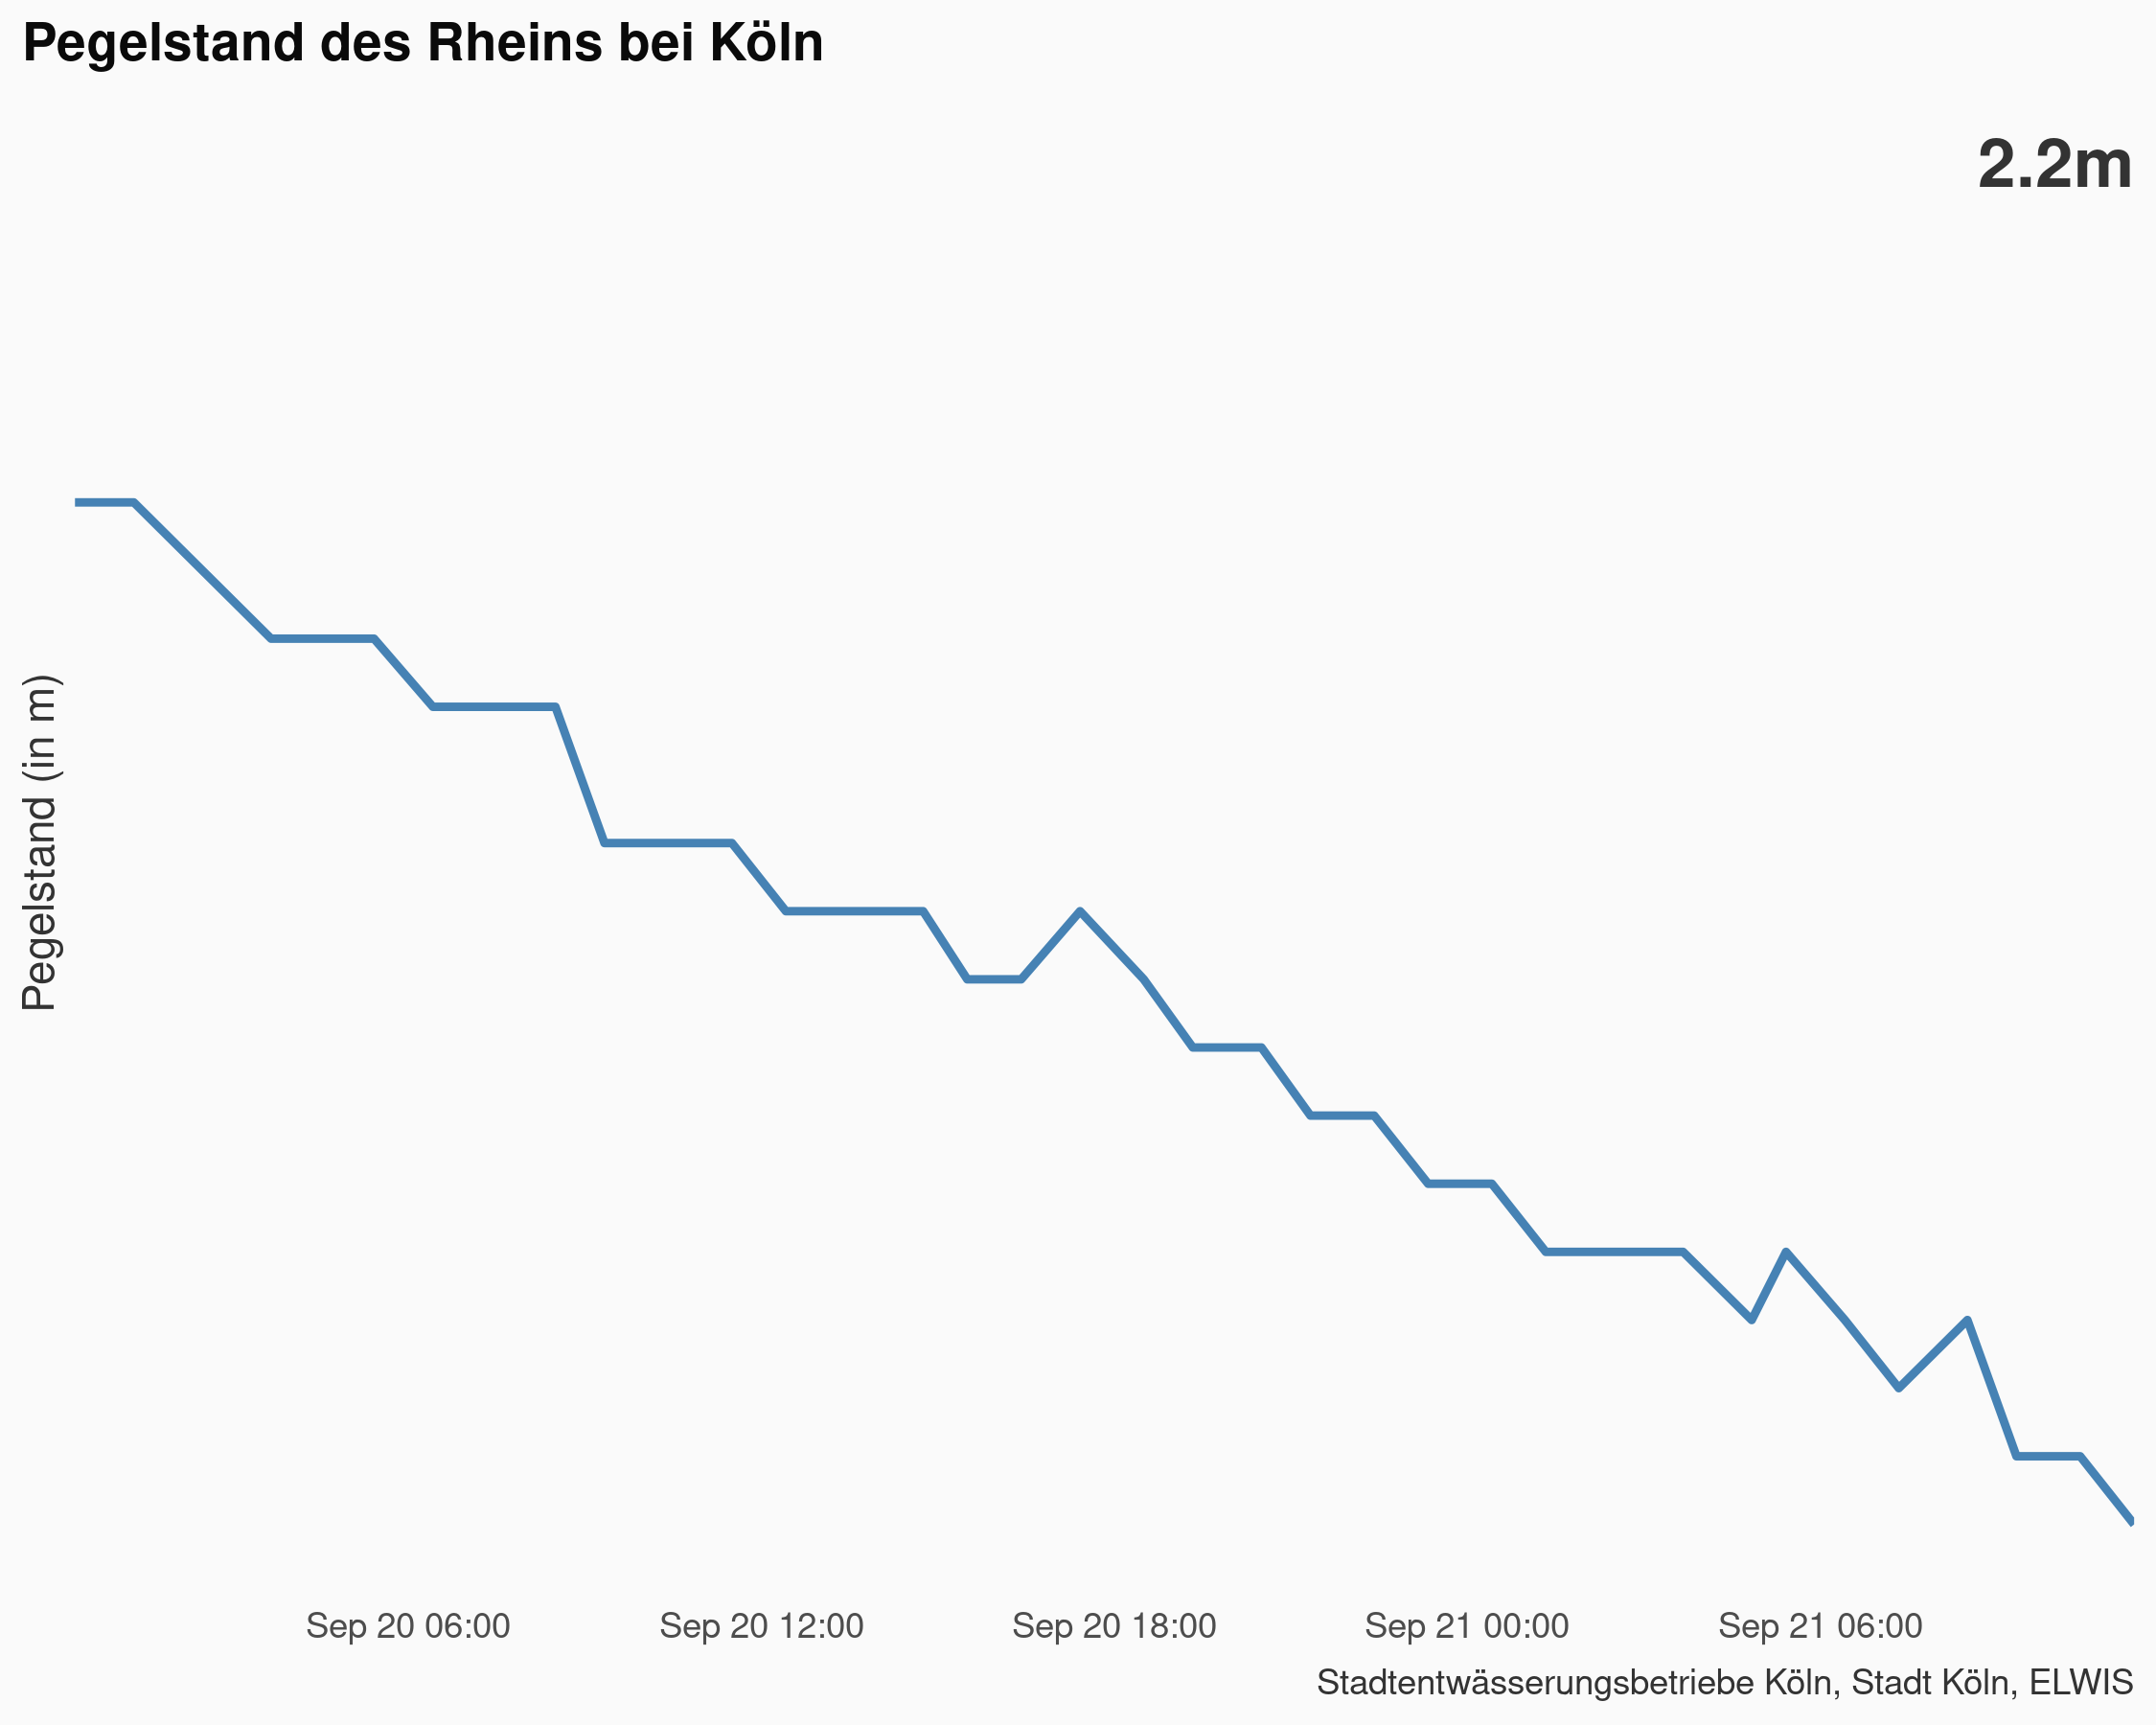 Pegelstand des Rheins bei Köln
2.2m
Pegelstand (in m)
Sep 20 06:00
Sep 20 12:00
Sep 20 18:00
Sep 21 00:00
Sep 21 06:00
Stadtentwässerungsbetriebe Köln, Stadt Köln, ELWIS